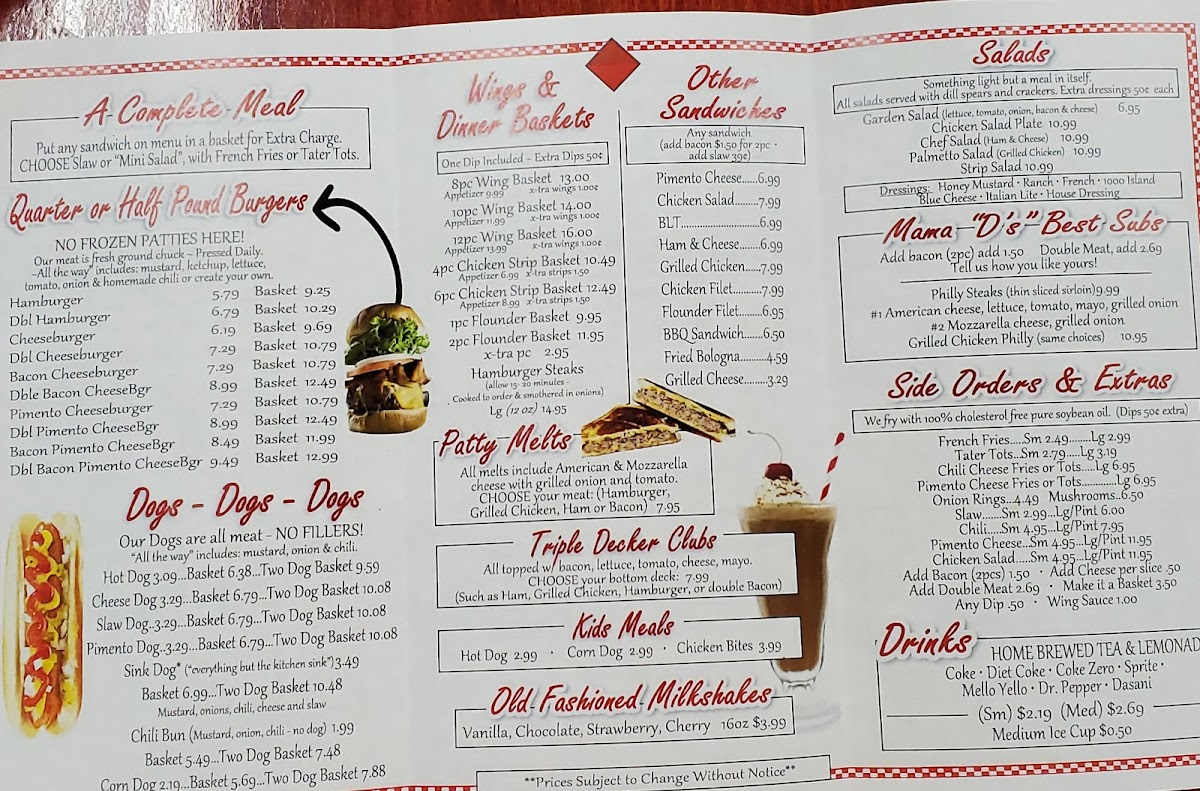 A Complete Meal
Put any sandwich on menu in a basket for Extra Charge.
CHOOSE Slaw or "Mini Salad", with French Fries or Tater Tots.
Quarter or Half Pound Burgers
NO FROZEN PATTIES HERE!
Our meat is fresh ground chuck ~ Pressed Daily.
~All the way" includes: mustard, ketchup, lettuce,
tomato, onion & homemade chili or create your own.
Hamburger 5.79 Basket 9.25
Dbl Hamburger 6.79 Basket 10.29
Cheeseburger 6.19 Basket 9.69
Dbl Cheeseburger 7.29 Basket 10.79
Bacon Cheeseburger 7.29 Basket 10.79
Dble Bacon CheeseBgr 8.99 Basket 12.49
Pimento Cheeseburger 7.29 Basket 10.79
Dbl Pimento CheeseBgr 8.99 Basket 12.49
Bacon Pimento CheeseBgr 8.49 Basket 11.99
Dbl Bacon Pimento CheeseBgr 9.49 Basket 12.99
Dogs - Dogs - Dogs
Our Dogs are all meat - NO FILLERS!
"All the way" includes: mustard, onion & chili.
Hot Dog 3.09...Basket 6.38...Two Dog Basket 9.59
Cheese Dog 3.29...Basket 6.79...Two Dog Basket 10.08
Slaw Dog..3.29...Basket 6.79...Two Dog Basket 10.08
Pimento Dog.3.29...Basket 6.79...Two Dog Basket 10.08
Sink Dog* ("everything but the kitchen sink") 3.49
Basket 6.99...Two Dog Basket 10.48
Mustard, onions, chili, cheese and slaw
Chili Bun (Mustard, onion, chili - no dog) 1.99
Basket 5.49...Two Dog Basket 7.48
Corn Dog 2.19...Basket 5.69...Two Dog Basket 7.88
Wings &
Dinner Baskets
One Dip Included ~ Extra Dips 50¢
8pc Wing Basket 13.00
Appetizer 9.99 x-tra wings 1.00¢
10pc Wing Basket 14.00
Appetizer 11.99 x-tra wings 1.00¢
12pc Wing Basket 16.00
Appetizer 13.99 x-tra wings 1.00¢
4pc Chicken Strip Basket 10.49
Appetizer 6.99 x-tra strips 1.50
6pc Chicken Strip Basket 12.49
Appetizer 8.99 x-tra strips 1.50
1pc Flounder Basket 9.95
2pc Flounder Basket 11.95
x-tra pc 2.95
Hamburger Steaks
(allow 15- 20 minutes -
Cooked to order & smothered in onions)
Lg (12 oz) 14.95
Patty Melts
All melts include American & Mozzarella
cheese with grilled onion and tomato.
CHOOSE your meat: (Hamburger,
Grilled Chicken, Ham or Bacon) 7.95
Triple Decker Clubs
All topped w/ bacon, lettuce, tomato, cheese, mayo.
CHOOSE your bottom deck: 7.99
(Such as Ham, Grilled Chicken, Hamburger, or double Bacon)
Kids Meals
Hot Dog 2.99 · Corn Dog 2.99 · Chicken Bites 3.99
Old-Fashioned Milkshakes
Vanilla, Chocolate, Strawberry, Cherry 16oz $3.99
**Prices Subject to Change Without Notice**
Other
Sandwiches
Any sandwich
(add bacon $1.50 for 2pc ·
add slaw 39¢)
Pimento Cheese......6.99
Chicken Salad........7.99
BLT........................6.99
Ham & Cheese.......6.99
Grilled Chicken......7.99
Chicken Filet..........7.99
Flounder Filet........6.95
BBQ Sandwich.......6.50
Fried Bologna.........4.59
Grilled Cheese........3.29
Salads
Something light but a meal in itself.
All salads served with dill spears and crackers. Extra dressings 50¢ each
Garden Salad (lettuce, tomato, onion, bacon & cheese) 6.95
Chicken Salad Plate 10.99
Chef Salad (Ham & Cheese) 10.99
Palmetto Salad (Grilled Chicken) 10.99
Strip Salad 10.99
Dressings: Honey Mustard · Ranch · French · 1000 Island
Blue Cheese · Italian Lite · House Dressing
Mama "D's" Best Subs
Add bacon (2pc) add 1.50 Double Meat, add 2.69
Tell us how you like yours!
Philly Steaks (thin sliced sirloin)9.99
#1 American cheese, lettuce, tomato, mayo, grilled onion
#2 Mozzarella cheese, grilled onion
Grilled Chicken Philly (same choices) 10.95
Side Orders & Extras
We fry with 100% cholesterol free pure soybean oil. (Dips 50¢ extra)
French Fries....Sm 2.49........Lg 2.99
Tater Tots...Sm 2.79.....Lg 3.19
Chili Cheese Fries or Tots.....Lg 6.95
Pimento Cheese Fries or Tots.............Lg 6.95
Onion Rings...4.49 Mushrooms..6.50
Slaw.......Sm 2.99...Lg/Pint 6.00
Chili.....Sm 4.95...Lg/Pint 7.95
Pimento Cheese...Sm 4.95...Lg/Pint 11.95
Chicken Salad.....Sm 4.95...Lg/Pint 11.95
Add Bacon (2pcs) 1.50 · Add Cheese per slice .50
Add Double Meat 2.69 · Make it a Basket 3.50
Any Dip .50 · Wing Sauce 1.00
Drinks
HOME BREWED TEA & LEMONAD
Coke · Diet Coke · Coke Zero · Sprite ·
Mello Yello · Dr. Pepper · Dasani
(Sm) $2.19 (Med) $2.69
Medium Ice Cup $0.50